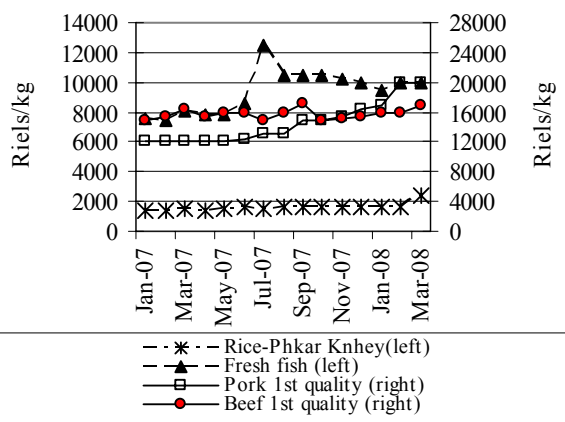 14000 28000
12000 24000
10000 20000
8000 16000
6000 12000
4000 8000
2000 4000
0 0
Riels/kg
Riels/kg
Jan-07 Mar-07 May-07 Jul-07 Sep-07 Nov-07 Jan-08 Mar-08
Rice-Phkar Knhey(left)
Fresh fish (left)
Pork 1st quality (right)
Beef 1st quality (right)